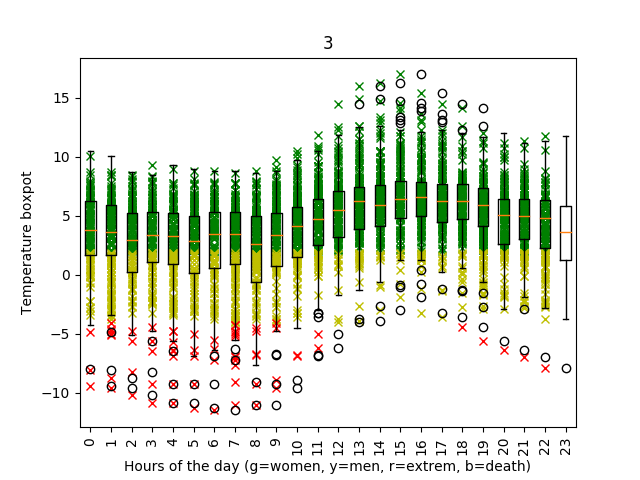 3
Temperature boxpot
15
10
5
0
−5
−10
0 1 2 3 4 5 6 7 8 9 10 11 12 13 14 15 16 17 18 19 20 21 22 23
Hours of the day (g=women, y=men, r=extrem, b=death)